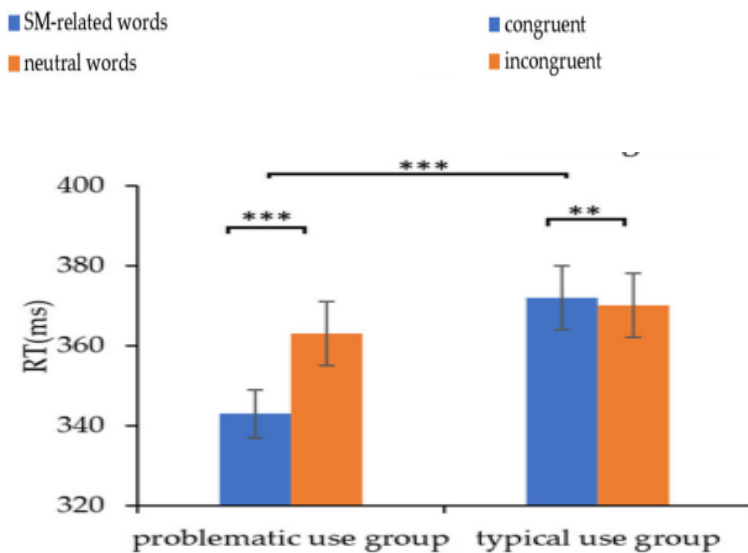 SM-related words
congruent
neutral words
incongruent
***
400
***
**
380
360
340
320
RT(ms)
problematic use group
typical use group